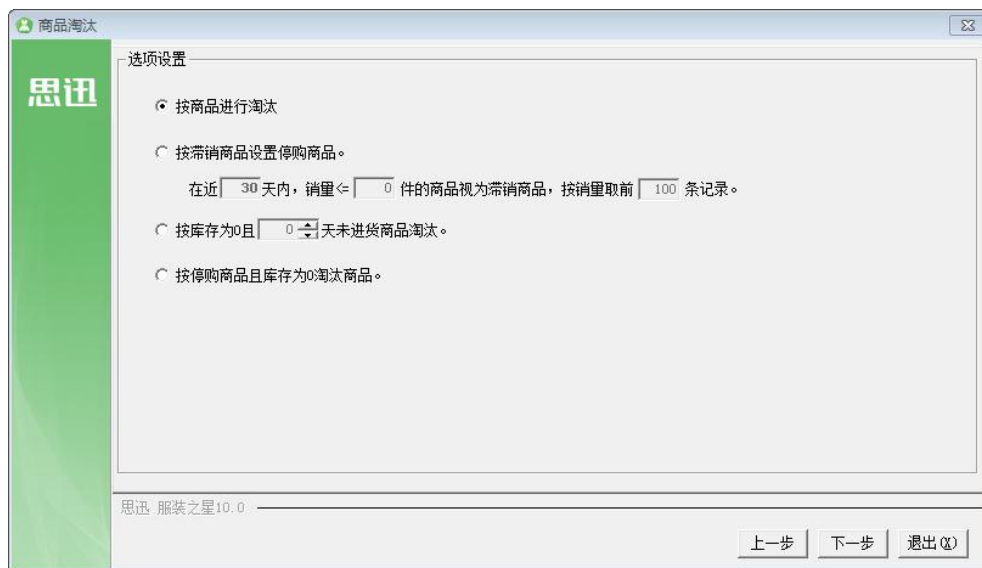 商品淘汰
思迅
选项设置
按商品进行淘汰
按滞销商品设置停购商品。
在近 30 天内，销量<= 0 件的商品视为滞销商品，按销量取前 100 条记录。
按库存为0且 0 天未进货商品淘汰。
按停购商品且库存为0淘汰商品。
思迅 服装之星10.0
上一步 下一步 退出(X)